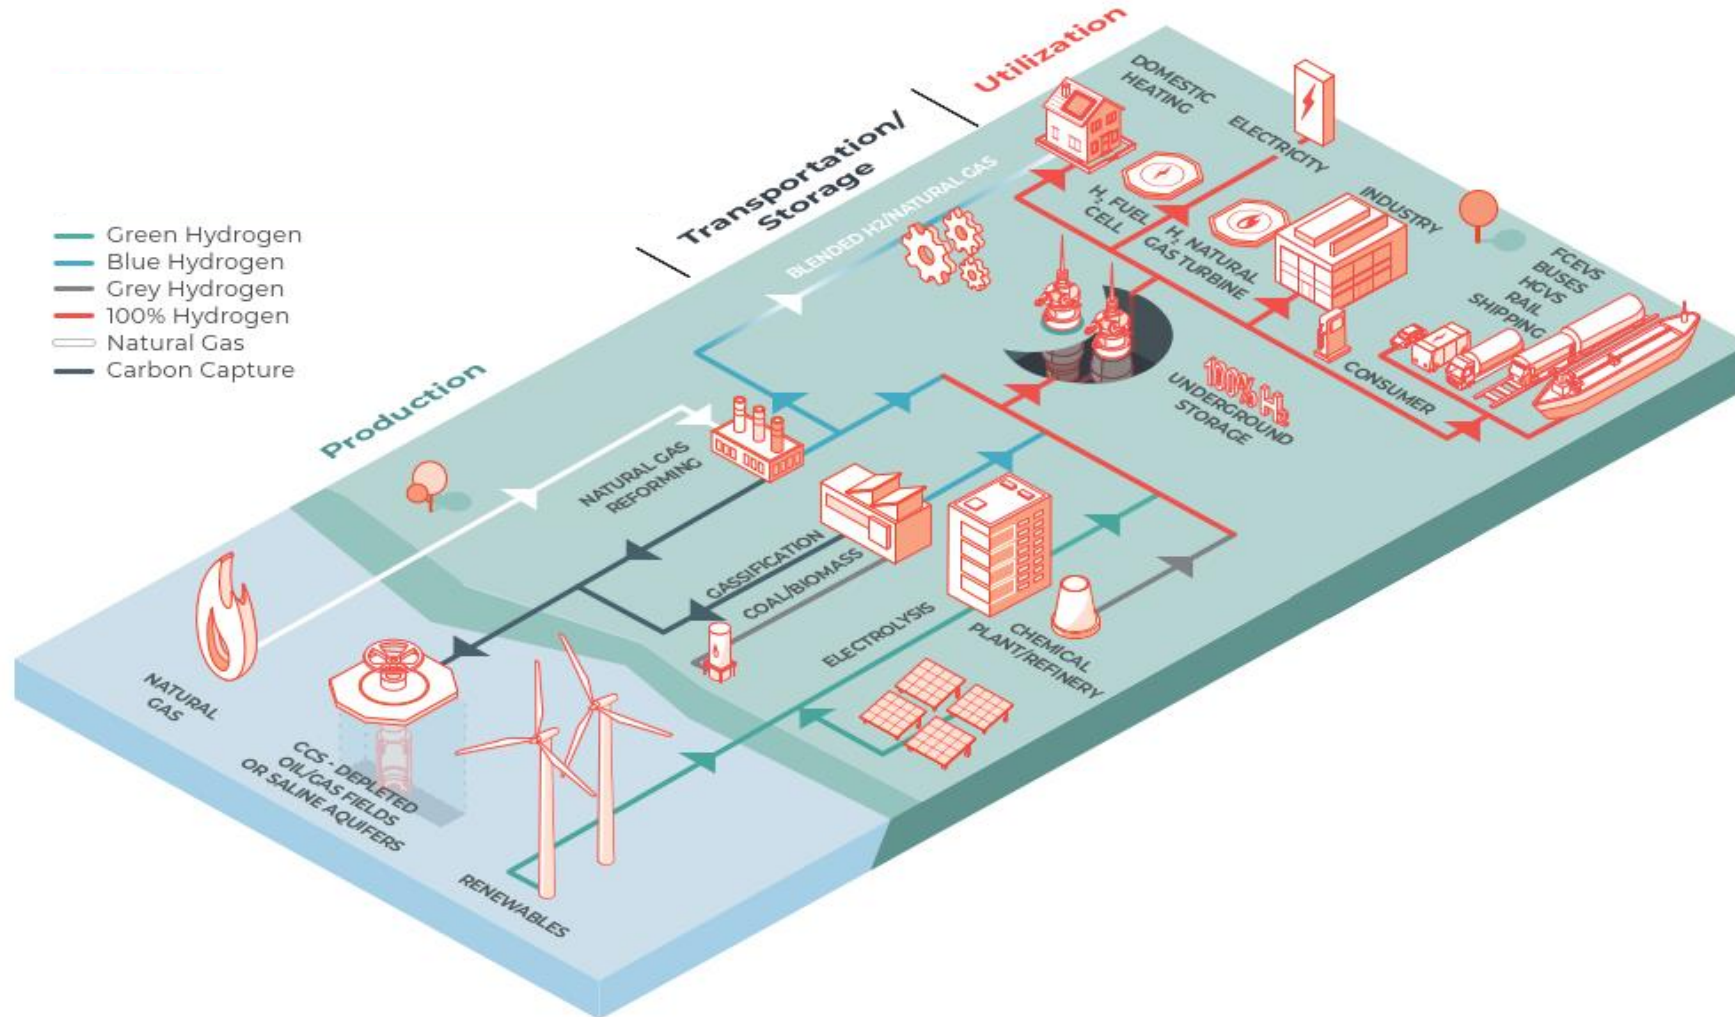 Utilization
Transportation/
Storage
Production
Green Hydrogen
Blue Hydrogen
Grey Hydrogen
100% Hydrogen
Natural Gas
Carbon Capture
DOMESTIC
HEATING
ELECTRICITY
INDUSTRY
FCEVS
BUSES
HGVS
RAIL
SHIPPING
BLENDED H2/NATURAL GAS
H₂ FUEL
CELL
H₂ NATURAL
GAS TURBINE
CONSUMER
100% H₂
UNDERGROUND
STORAGE
NATURAL GAS
REFORMING
GASSIFICATION
COAL/BIOMASS
ELECTROLYSIS
CHEMICAL
PLANT/REFINERY
NATURAL
GAS
CCS - DEPLETED
OIL/GAS FIELDS
OR SALINE AQUIFERS
RENEWABLES